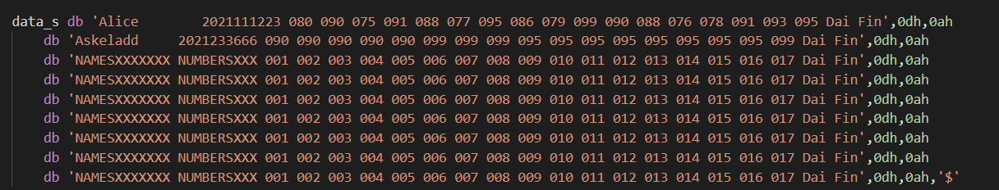 data_s db 'Alice        2021111223 080 090 075 091 088 077 095 086 079 099 090 088 076 078 091 093 095 Dai Fin',0dh,0ah
    db 'Askeladd     2021233666 090 090 090 090 090 099 099 099 095 095 095 095 095 095 095 095 099 Dai Fin',0dh,0ah
    db 'NAMESXXXXXXX NUMBERSXXX 001 002 003 004 005 006 007 008 009 010 011 012 013 014 015 016 017 Dai Fin',0dh,0ah
    db 'NAMESXXXXXXX NUMBERSXXX 001 002 003 004 005 006 007 008 009 010 011 012 013 014 015 016 017 Dai Fin',0dh,0ah
    db 'NAMESXXXXXXX NUMBERSXXX 001 002 003 004 005 006 007 008 009 010 011 012 013 014 015 016 017 Dai Fin',0dh,0ah
    db 'NAMESXXXXXXX NUMBERSXXX 001 002 003 004 005 006 007 008 009 010 011 012 013 014 015 016 017 Dai Fin',0dh,0ah
    db 'NAMESXXXXXXX NUMBERSXXX 001 002 003 004 005 006 007 008 009 010 011 012 013 014 015 016 017 Dai Fin',0dh,0ah
    db 'NAMESXXXXXXX NUMBERSXXX 001 002 003 004 005 006 007 008 009 010 011 012 013 014 015 016 017 Dai Fin',0dh,0ah
    db 'NAMESXXXXXXX NUMBERSXXX 001 002 003 004 005 006 007 008 009 010 011 012 013 014 015 016 017 Dai Fin',0dh,0ah,'$'